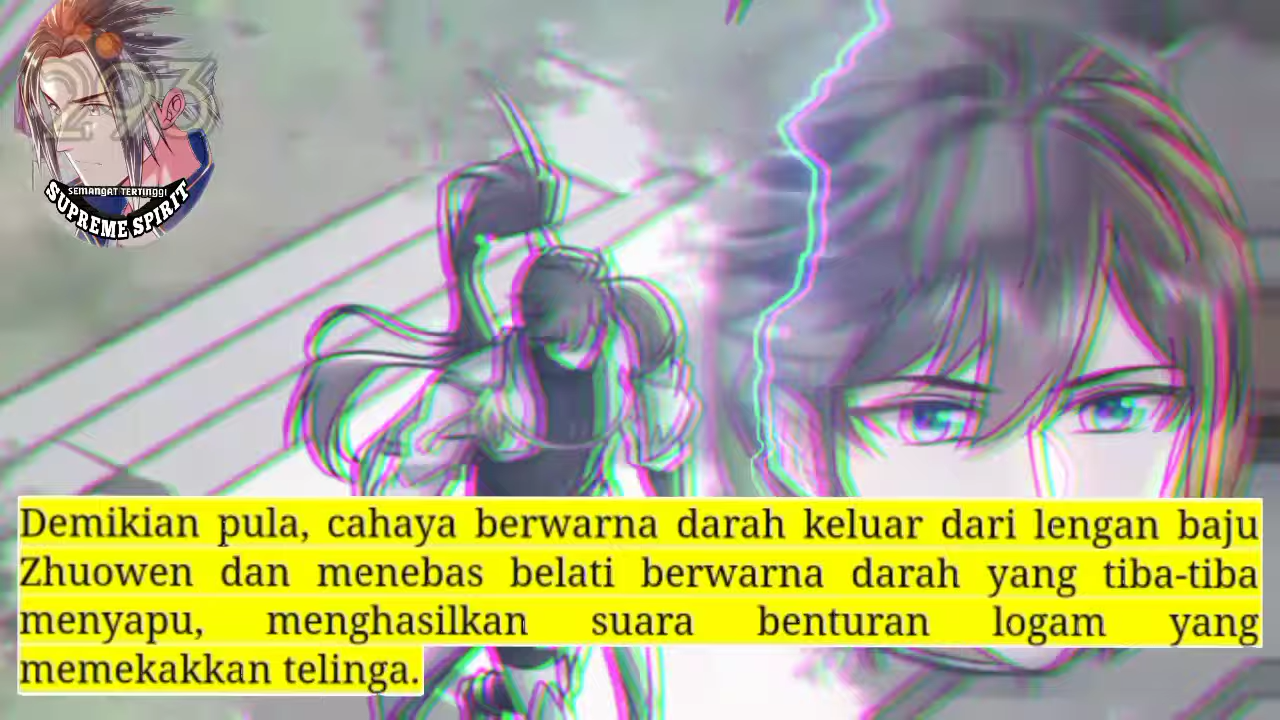 293
SEMANGAT TERTINGGI
SUPREME SPIRIT
Demikian pula, cahaya berwarna darah keluar dari lengan baju
Zhuowen dan menebas belati berwarna darah yang tiba-tiba
menyapu, menghasilkan suara benturan logam yang
memekakkan telinga.